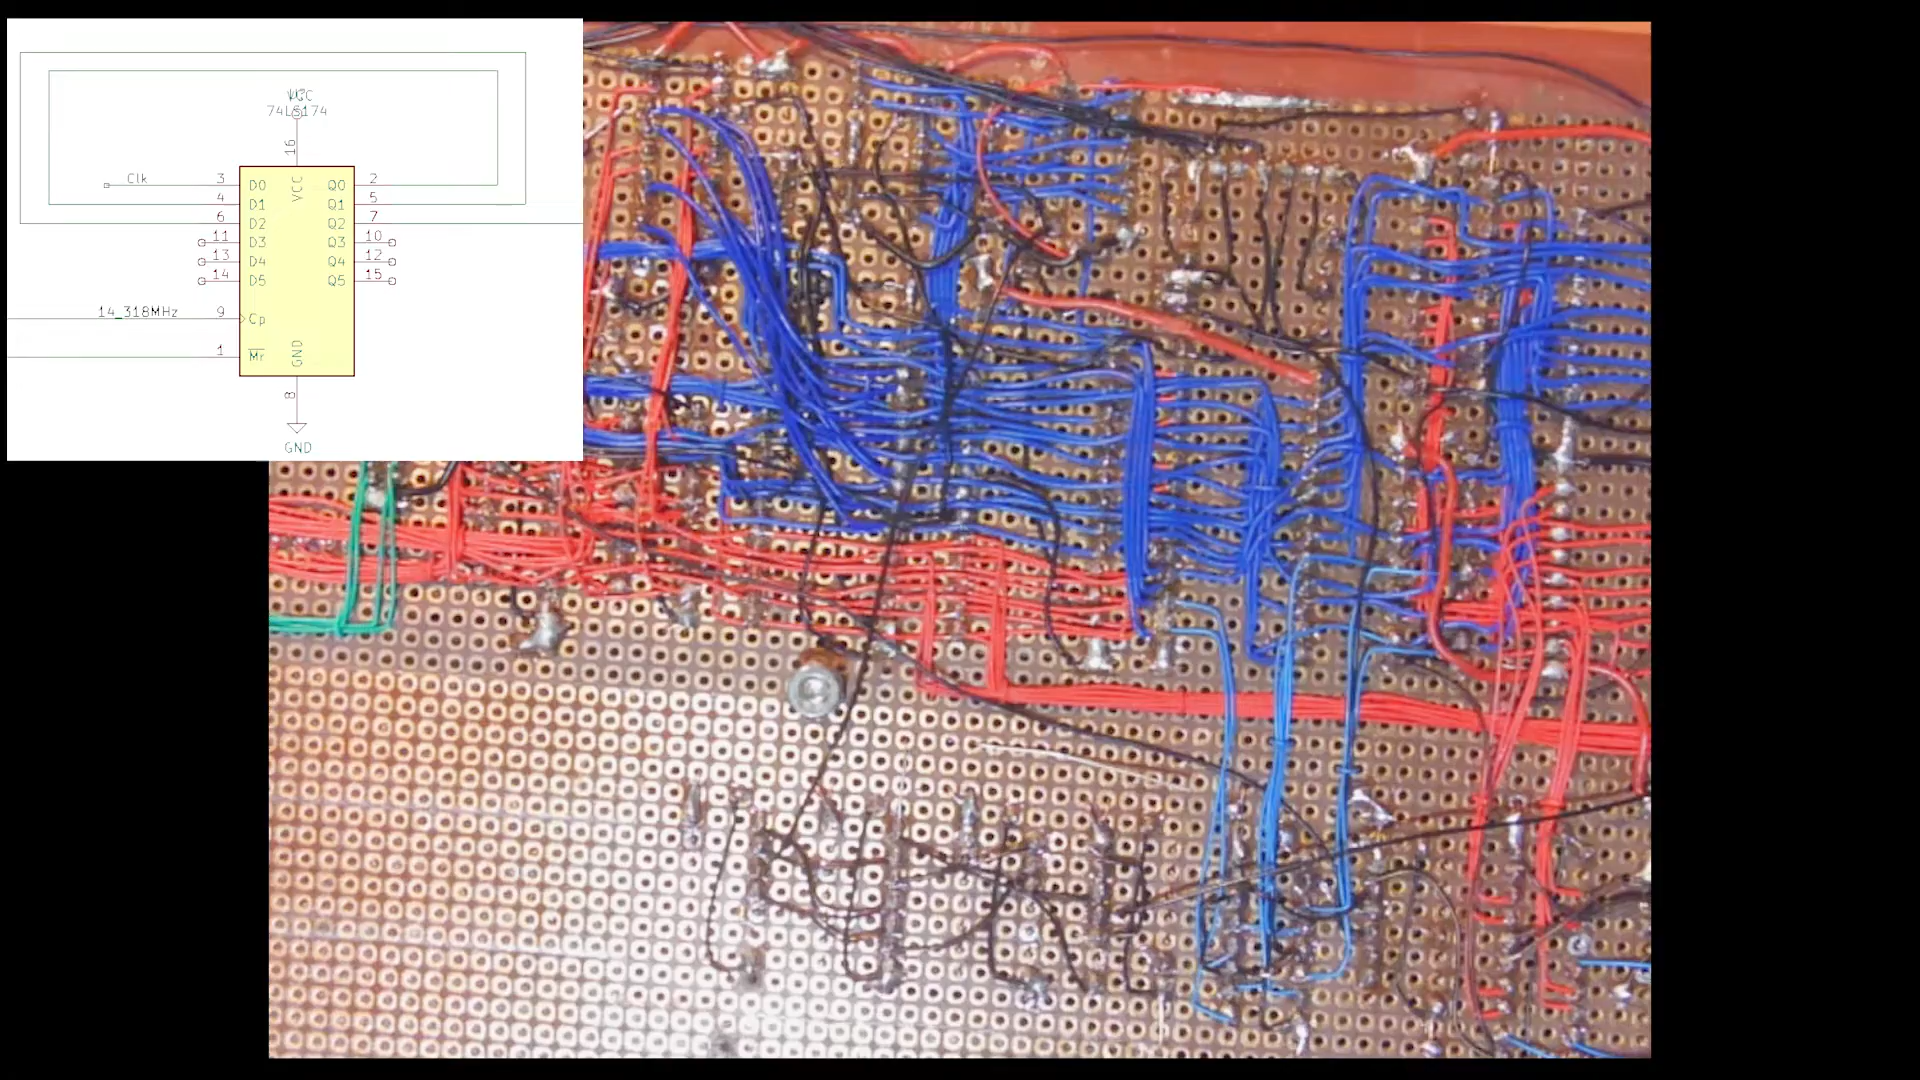 74LS174
16
VCC
Clk 3 D0 Q0 2
4 D1 Q1 5
6 D2 Q2 7
11 D3 Q3 10
13 D4 Q4 12
14 D5 Q5 15
14_318MHz 9 Cp
1 Mr
GND
8
GND